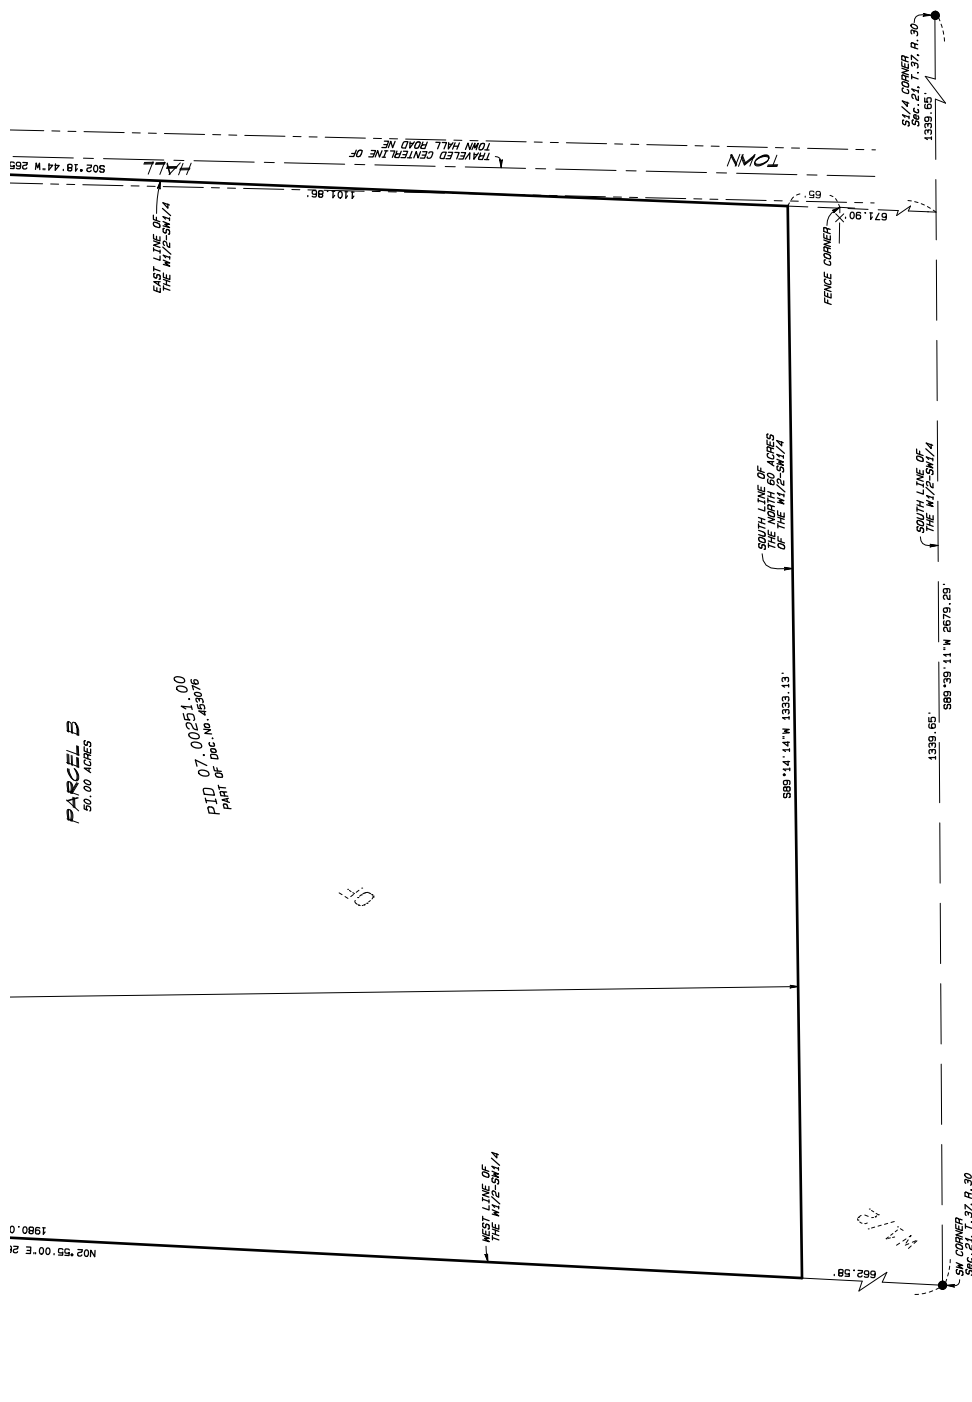 S1/4 CORNER
Sec.21, T.37, R.30
1339.65'
TRAVELED CENTERLINE OF
TOWN HALL ROAD NE
TOWN
HALL
S02°18'44"W 265
1101.86'
65'
671.90'
FENCE CORNER
EAST LINE OF
THE W1/2-SW1/4
SOUTH LINE OF
THE NORTH 60 ACRES
OF THE W1/2-SW1/4
SOUTH LINE OF
THE W1/2-SW1/4
S89°14'14"W 1333.13'
S89°39'11"W 2679.29'
1339.65'
PARCEL B
50.00 ACRES
PID 07.00251.00
PART OF Doc.No.453076
OF
WEST LINE OF
THE W1/2-SW1/4
W1/2
1980.0
N02°55'00"E 26
662.58'
SW CORNER
Sec.21, T.37, R.30